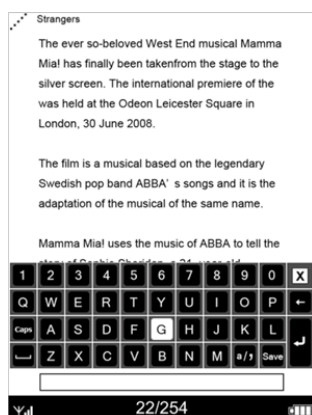 Strangers
The ever so-beloved West End musical Mamma
Mia! has finally been takenfrom the stage to the
silver screen. The international premiere of the
was held at the Odeon Leicester Square in
London, 30 June 2008.
The film is a musical based on the legendary
Swedish pop band ABBA' s songs and it is the
adaptation of the musical of the same name.
Mamma Mia! uses the music of ABBA to tell the
1 2 3 4 5 6 7 8 9 0 X
Q W E R T Y U I O P ←
Caps A S D F G H J K L
Z X C V B N M a/, Save
22/254